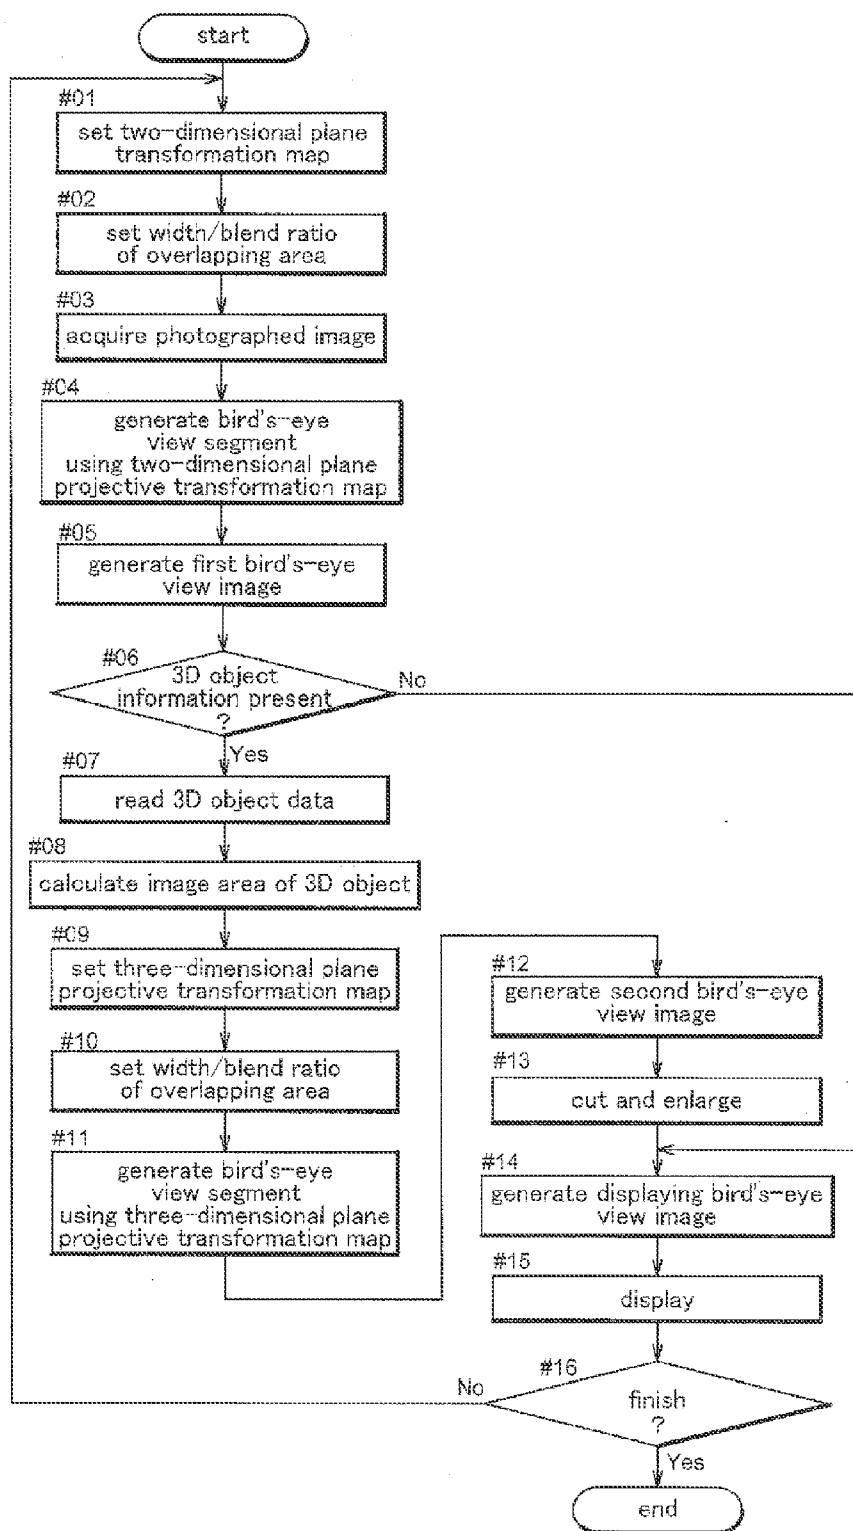 start
#01
set two-dimensional plane
transformation map
#02
set width/blend ratio
of overlapping area
#03
acquire photographed image
#04
generate bird's-eye
view segment
using two-dimensional plane
projective transformation map
#05
generate first bird's-eye
view image
#06
3D object
information present
?
No
Yes
#07
read 3D object data
#08
calculate image area of 3D object
#09
set three-dimensional plane
projective transformation map
#10
set width/blend ratio
of overlapping area
#11
generate bird's-eye
view segment
using three-dimensional plane
projective transformation map
#12
generate second bird's-eye
view image
#13
cut and enlarge
#14
generate displaying bird's-eye
view image
#15
display
#16
No
finish
?
Yes
end